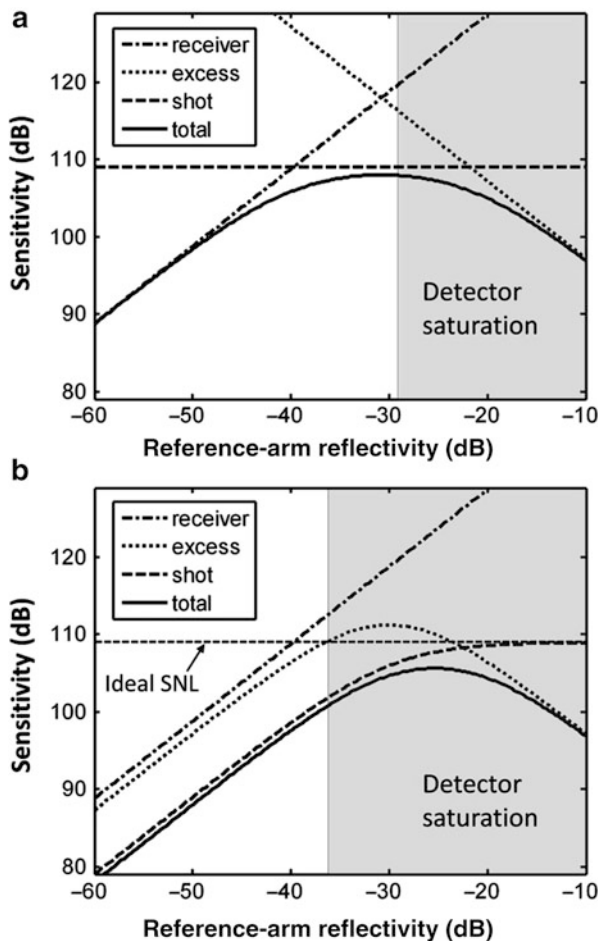 a
receiver
excess
shot
total
120
110
100
90
80
Sensitivity (dB)
Detector
saturation
−60 −50 −40 −30 −20 −10
Reference-arm reflectivity (dB)
b
receiver
excess
shot
total
120
110
100
90
80
Sensitivity (dB)
Ideal SNL
Detector
saturation
−60 −50 −40 −30 −20 −10
Reference-arm reflectivity (dB)